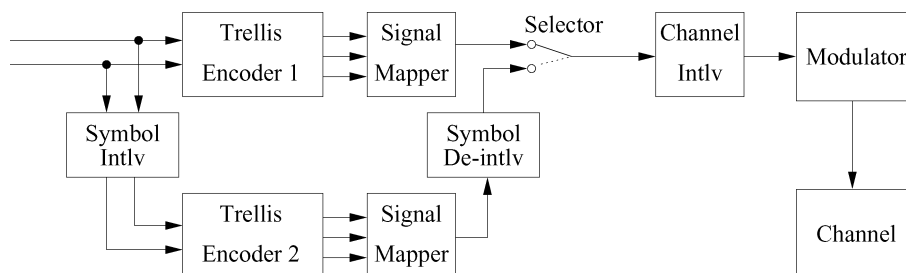 Trellis
Encoder 1
Signal
Mapper
Selector
Channel
Intlv
Modulator
Symbol
Intlv
Symbol
De-intlv
Trellis
Encoder 2
Signal
Mapper
Channel